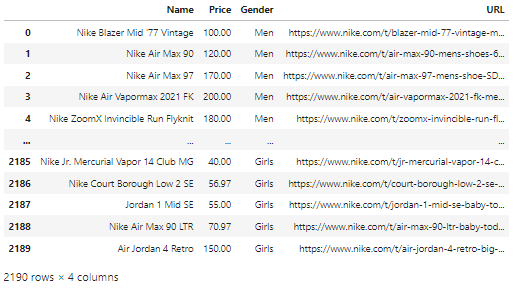 Name Price Gender URL
0 Nike Blazer Mid '77 Vintage 100.00 Men https://www.nike.com/t/blazer-mid-77-vintage-m...
1 Nike Air Max 90 120.00 Men https://www.nike.com/t/air-max-90-mens-shoes-6...
2 Nike Air Max 97 170.00 Men https://www.nike.com/t/air-max-97-mens-shoe-SD...
3 Nike Air Vapormax 2021 FK 200.00 Men https://www.nike.com/t/air-vapormax-2021-fk-me...
4 Nike ZoomX Invincible Run Flyknit 180.00 Men https://www.nike.com/t/zoomx-invincible-run-fl...
... ... ... ... ...
2185 Nike Jr. Mercurial Vapor 14 Club MG 40.00 Girls https://www.nike.com/t/jr-mercurial-vapor-14-c...
2186 Nike Court Borough Low 2 SE 56.97 Girls https://www.nike.com/t/court-borough-low-2-se-...
2187 Jordan 1 Mid SE 55.00 Girls https://www.nike.com/t/jordan-1-mid-se-baby-tod...
2188 Nike Air Max 90 LTR 70.97 Girls https://www.nike.com/t/air-max-90-ltr-baby-tod...
2189 Air Jordan 4 Retro 150.00 Girls https://www.nike.com/t/air-jordan-4-retro-big-...
2190 rows × 4 columns